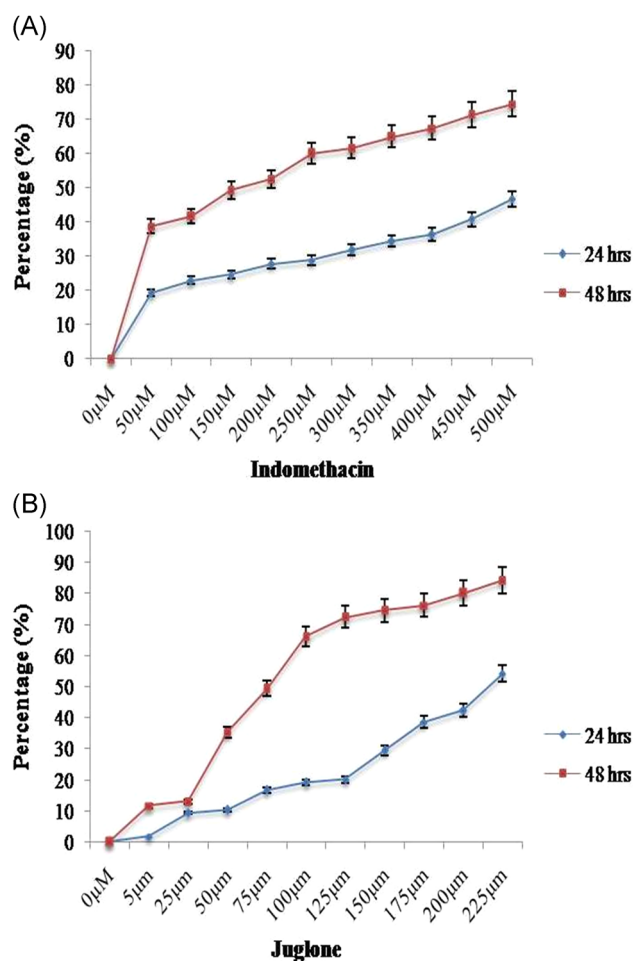 (A)
90
80
70
60
50
40
30
20
10
0
Percentage (%)
0µM
50µM
100µM
150µM
200µM
250µM
300µM
350µM
400µM
450µM
500µM
Indomethacin
24 hrs
48 hrs
(B)
100
90
80
70
60
50
40
30
20
10
0
Percentage (%)
0µM
5µm
25µm
50µm
75µm
100µm
125µm
150µm
175µm
200µm
225µm
Juglone
24 hrs
48 hrs